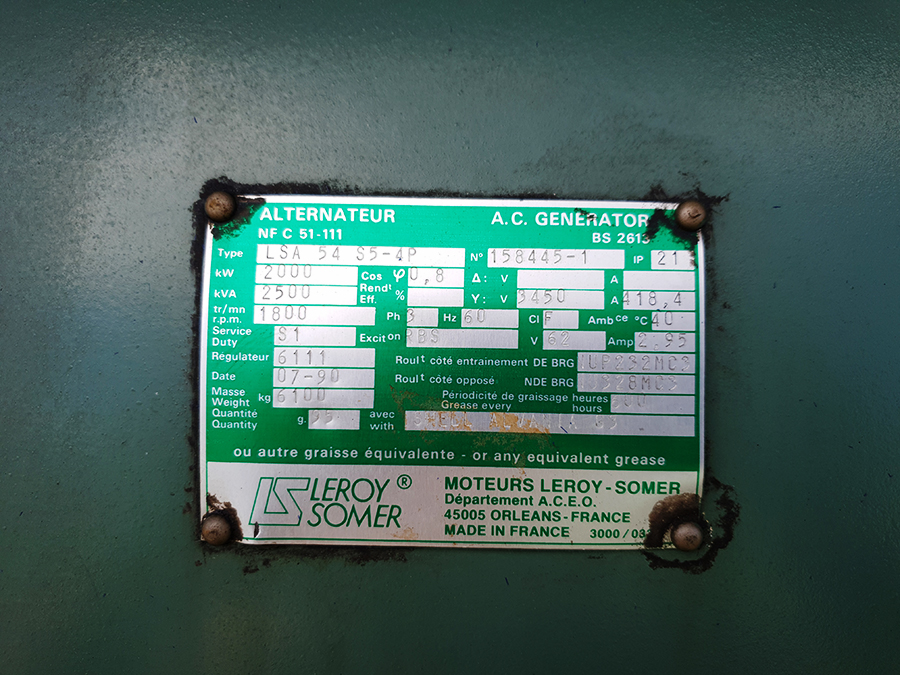 ALTERNATEUR A.C. GENERATOR
NF C 51-111 BS 2613
Type LSA 54 S5-4P N° 158445-1 IP 21
kW 2000 Cos φ 0,8 Δ: V A
kVA 2500 Rendt Eff. % Y: V 3450 A 418,4
tr/mn r.p.m. 1800 Ph 3 Hz 60 Cl F Ambce °C 40
Service Duty S1 Exciton RBS V 62 Amp 2.95
Régulateur 6111 Roult côté entrainement DE BRG
Date 07-90 Roult côté opposé NDE BRG
Masse Weight kg 6100 Périodicité de graissage heures
Grease every hours
Quantité Quantity g. avec with SHELL ALVANIA
ou autre graisse équivalente - or any equivalent grease
LEROY SOMER ® MOTEURS LEROY-SOMER
Département A.C.E.O.
45005 ORLEANS-FRANCE
MADE IN FRANCE 3000/03